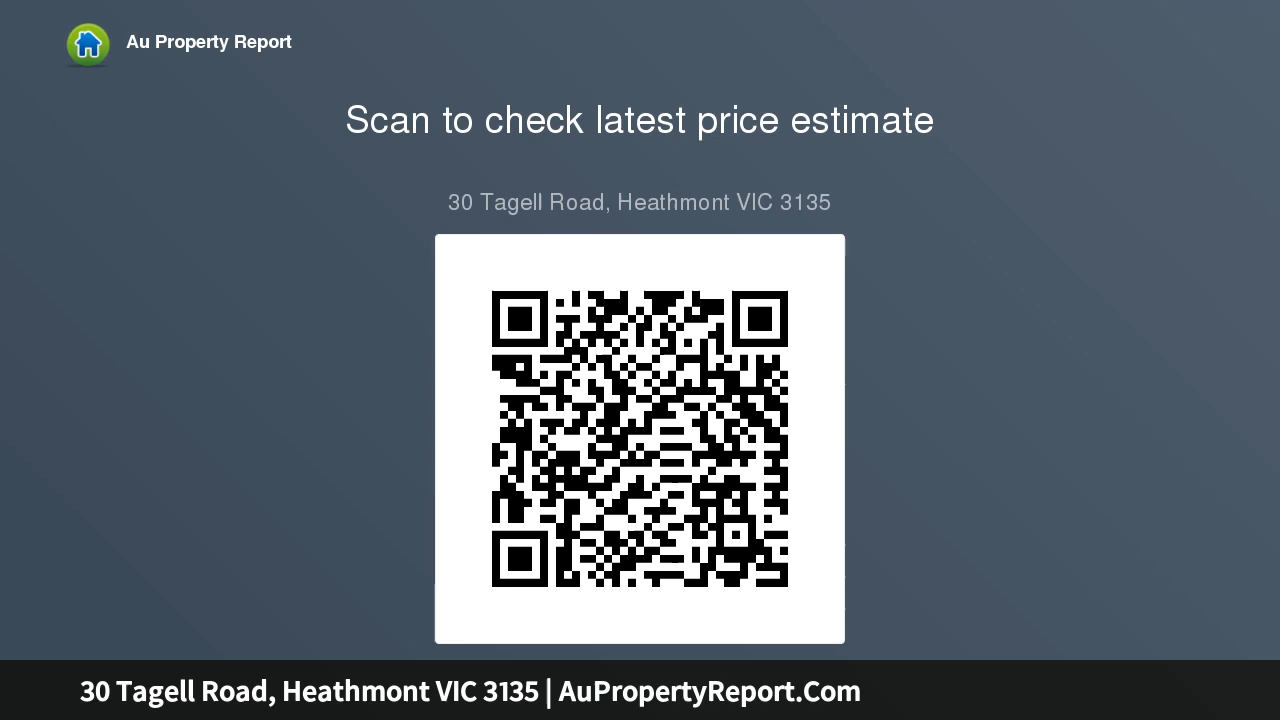 Au Property Report
Scan to check latest price estimate
30 Tagell Road, Heathmont VIC 3135
30 Tagell Road, Heathmont VIC 3135 | AuPropertyReport.Com